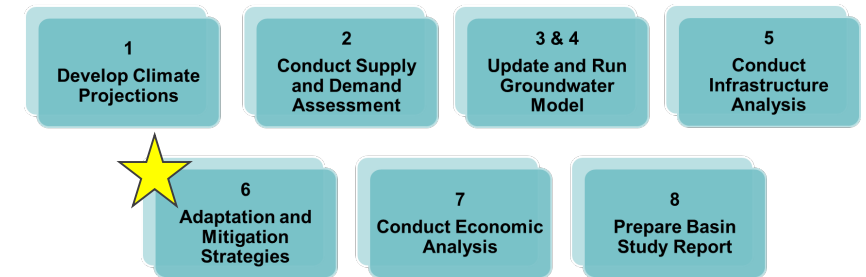 1
Develop Climate
Projections
2
Conduct Supply
and Demand
Assessment
3 & 4
Update and Run
Groundwater
Model
5
Conduct
Infrastructure
Analysis
6
Adaptation and
Mitigation
Strategies
7
Conduct Economic
Analysis
8
Prepare Basin
Study Report